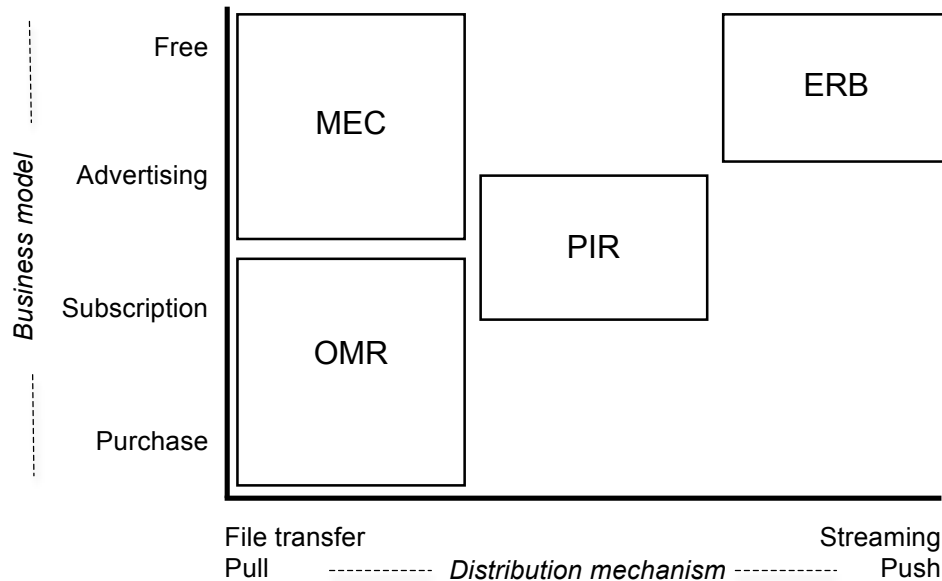 Free
MEC
ERB
Advertising
PIR
Business model
Subscription
OMR
Purchase
File transfer
Streaming
Pull
Distribution mechanism
Push